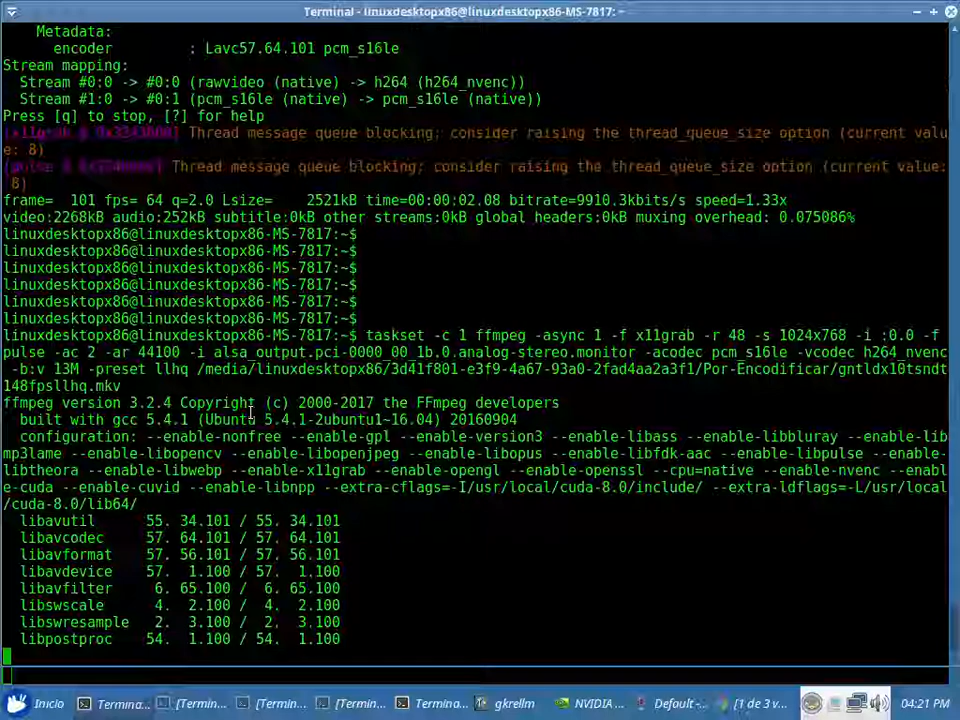 Terminal - linuxdesktopx86@linuxdesktopx86-MS-7817: ~
Metadata:
encoder : Lavc57.64.101 pcm_s16le
Stream mapping:
Stream #0:0 -> #0:0 (rawvideo (native) -> h264 (h264_nvenc))
Stream #1:0 -> #0:1 (pcm_s16le (native) -> pcm_s16le (native))
Press [q] to stop, [?] for help
Thread message queue blocking; consider raising the thread_queue_size option (current valu
e: 8)
Thread message queue blocking; consider raising the thread_queue_size option (current value:
8)
frame= 101 fps= 64 q=2.0 Lsize= 2521kB time=00:00:02.08 bitrate=9910.3kbits/s speed=1.33x
video:2268kB audio:252kB subtitle:0kB other streams:0kB global headers:0kB muxing overhead: 0.075086%
linuxdesktopx86@linuxdesktopx86-MS-7817:~$
linuxdesktopx86@linuxdesktopx86-MS-7817:~$
linuxdesktopx86@linuxdesktopx86-MS-7817:~$
linuxdesktopx86@linuxdesktopx86-MS-7817:~$
linuxdesktopx86@linuxdesktopx86-MS-7817:~$
linuxdesktopx86@linuxdesktopx86-MS-7817:~$
linuxdesktopx86@linuxdesktopx86-MS-7817:~$ taskset -c 1 ffmpeg -async 1 -f x11grab -r 48 -s 1024x768 -i :0.0 -f
pulse -ac 2 -ar 44100 -i alsa_output.pci-0000_00_1b.0.analog-stereo.monitor -acodec pcm_s16le -vcodec h264_nvenc
-b:v 13M -preset llhq /media/linuxdesktopx86/3d41f801-e3f9-4a67-93a0-2fad4aa2a3f1/Por-Encodificar/gntldx10tsndt
148fpsllhq.mkv
ffmpeg version 3.2.4 Copyright (c) 2000-2017 the FFmpeg developers
built with gcc 5.4.1 (Ubuntu 5.4.1-2ubuntu1~16.04) 20160904
configuration: --enable-nonfree --enable-gpl --enable-version3 --enable-libass --enable-libbluray --enable-lib
mp3lame --enable-libopencv --enable-libopenjpeg --enable-libopus --enable-libfdk-aac --enable-libpulse --enable-
libtheora --enable-libwebp --enable-x11grab --enable-opengl --enable-openssl --cpu=native --enable-nvenc --enabl
e-cuda --enable-cuvid --enable-libnpp --extra-cflags=-I/usr/local/cuda-8.0/include/ --extra-ldflags=-L/usr/local
/cuda-8.0/lib64/
libavutil 55. 34.101 / 55. 34.101
libavcodec 57. 64.101 / 57. 64.101
libavformat 57. 56.101 / 57. 56.101
libavdevice 57. 1.100 / 57. 1.100
libavfilter 6. 65.100 / 6. 65.100
libswscale 4. 2.100 / 4. 2.100
libswresample 2. 3.100 / 2. 3.100
libpostproc 54. 1.100 / 54. 1.100
Inicio Termina... [Termin... [Termin... [Termin... Termina... gkrellm NVIDIA ... Default -... [1 de 3 v... 04:21 PM